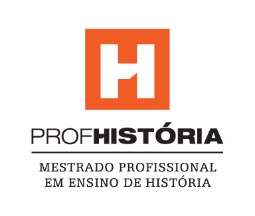 H
PROFHISTÓRIA
MESTRADO PROFISSIONAL
EM ENSINO DE HISTÓRIA